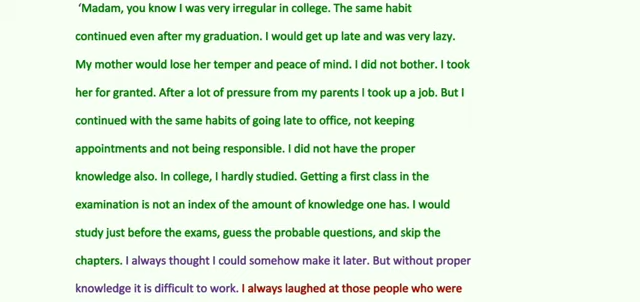 ‘Madam, you know I was very irregular in college. The same habit
continued even after my graduation. I would get up late and was very lazy.
My mother would lose her temper and peace of mind. I did not bother. I took
her for granted. After a lot of pressure from my parents I took up a job. But I
continued with the same habits of going late to office, not keeping
appointments and not being responsible. I did not have the proper
knowledge also. In college, I hardly studied. Getting a first class in the
examination is not an index of the amount of knowledge one has. I would
study just before the exams, guess the probable questions, and skip the
chapters. I always thought I could somehow make it later. But without proper
knowledge it is difficult to work. I always laughed at those people who were